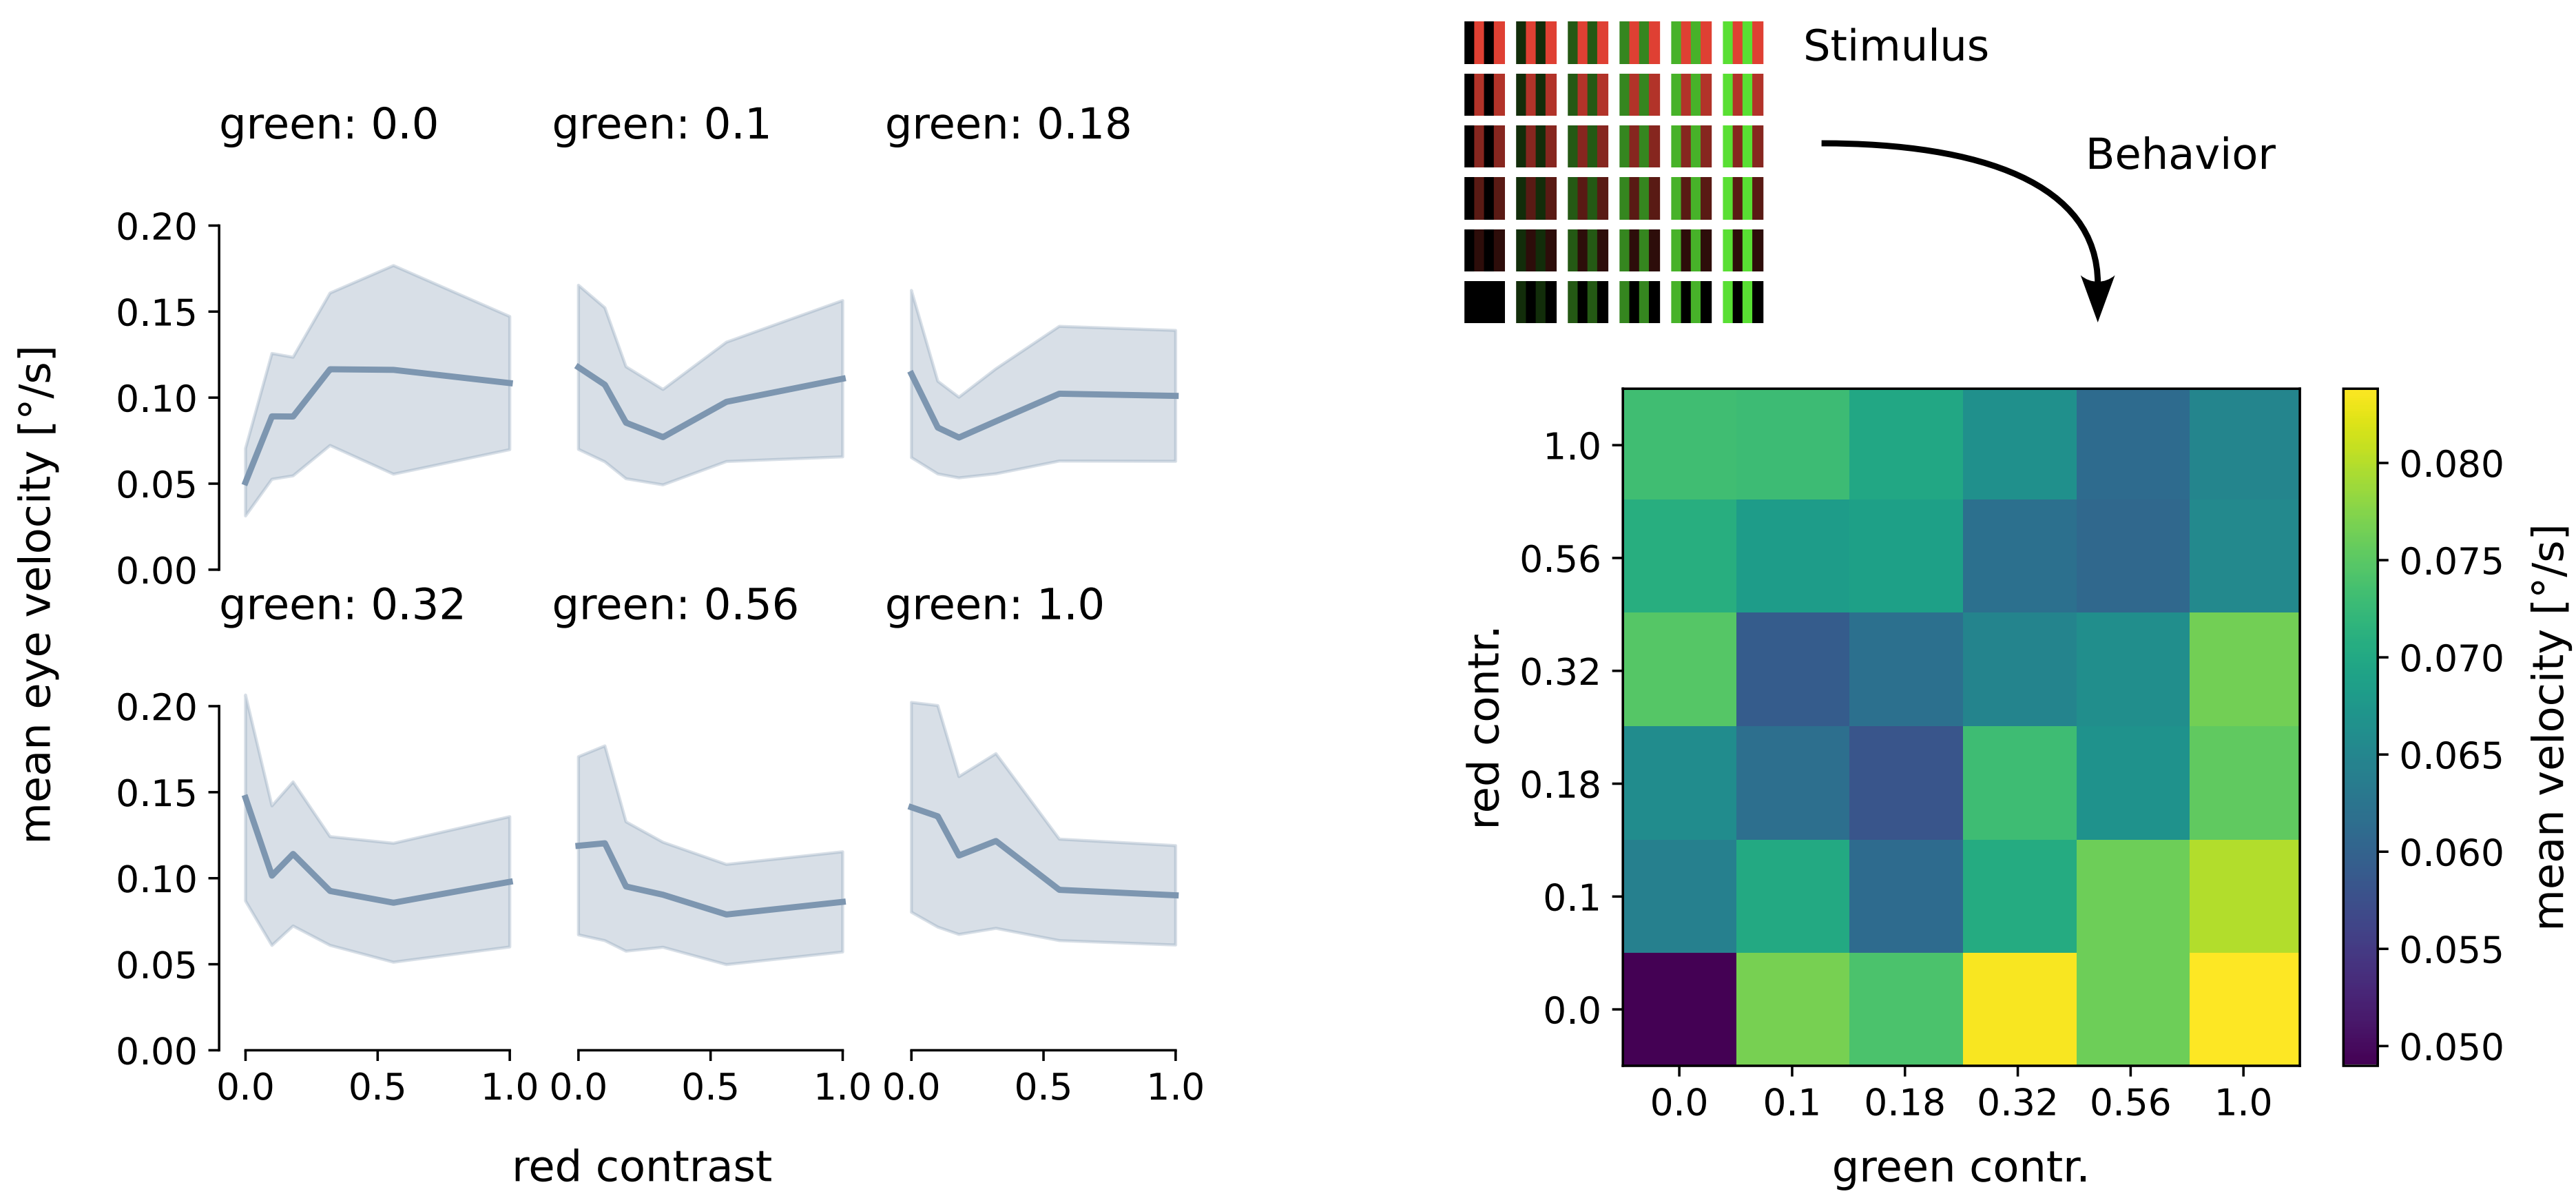 Stimulus
Behavior
green: 0.0
green: 0.1
green: 0.18
0.20
0.15
0.10
0.05
0.00
green: 0.32
green: 0.56
green: 1.0
0.20
0.15
0.10
0.05
0.00
mean eye velocity [°/s]
0.0 0.5 1.0
0.0 0.5 1.0
0.0 0.5 1.0
red contrast
1.0
0.56
0.32
0.18
0.1
0.0
red contr.
0.0 0.1 0.18 0.32 0.56 1.0
green contr.
0.080
0.075
0.070
0.065
0.060
0.055
0.050
mean velocity [°/s]